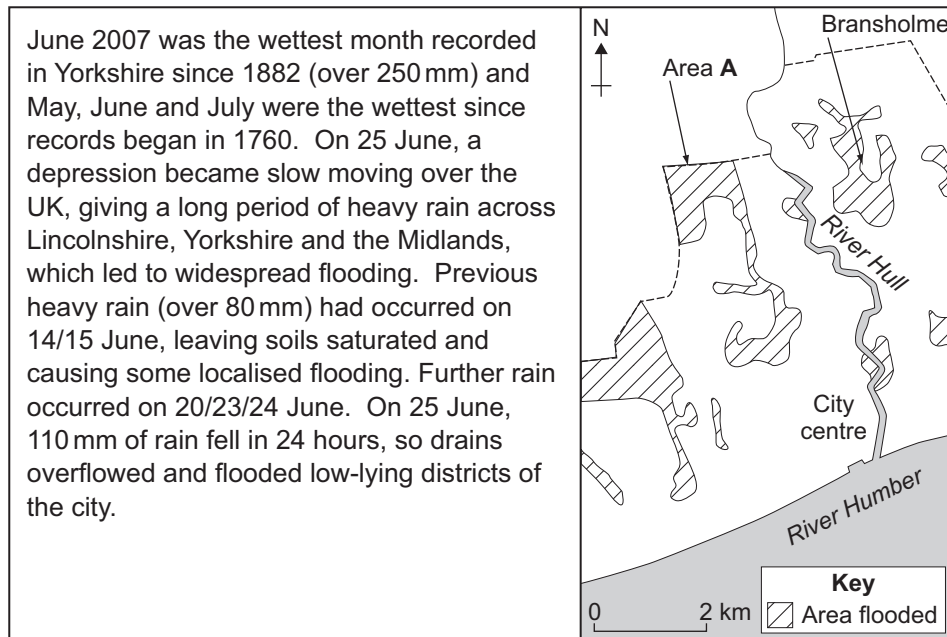 June 2007 was the wettest month recorded
in Yorkshire since 1882 (over 250 mm) and
May, June and July were the wettest since
records began in 1760. On 25 June, a
depression became slow moving over the
UK, giving a long period of heavy rain across
Lincolnshire, Yorkshire and the Midlands,
which led to widespread flooding. Previous
heavy rain (over 80 mm) had occurred on
14/15 June, leaving soils saturated and
causing some localised flooding. Further rain
occurred on 20/23/24 June. On 25 June,
110 mm of rain fell in 24 hours, so drains
overflowed and flooded low-lying districts of
the city.
N
Bransholme
Area A
River Hull
City
centre
River Humber
Key
Area flooded
0 2 km